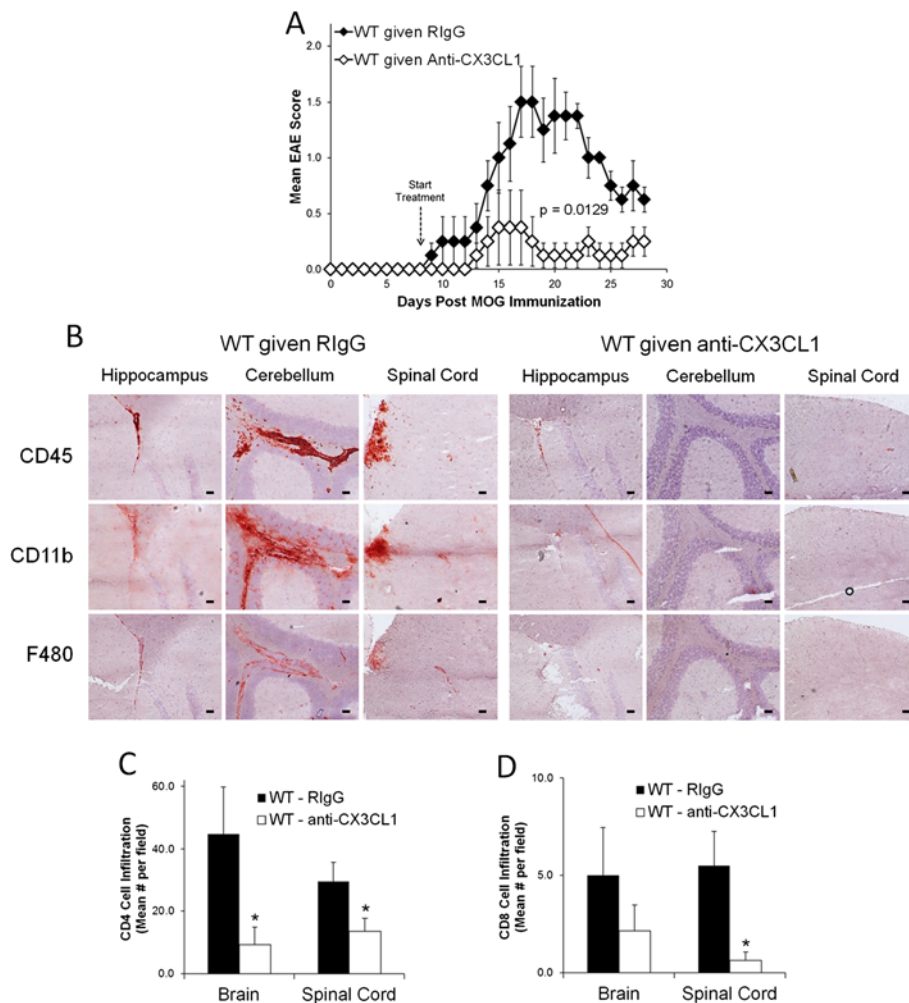 A
WT given RIgG
WT given Anti-CX3CL1
2.0
1.5
1.0
0.5
0.0
Mean EAE Score
Start
Treatment
p = 0.0129
0 5 10 15 20 25 30
Days Post MOG Immunization
B
WT given RIgG WT given anti-CX3CL1
Hippocampus Cerebellum Spinal Cord Hippocampus Cerebellum Spinal Cord
CD45
CD11b
F480
C
WT - RIgG
WT - anti-CX3CL1
60.0
40.0
20.0
0.0
CD4 Cell Infiltration
(Mean # per field)
* *
Brain Spinal Cord
D
WT - RIgG
WT - anti-CX3CL1
10.0
5.0
0.0
CD8 Cell Infiltration
(Mean # per field)
*
Brain Spinal Cord